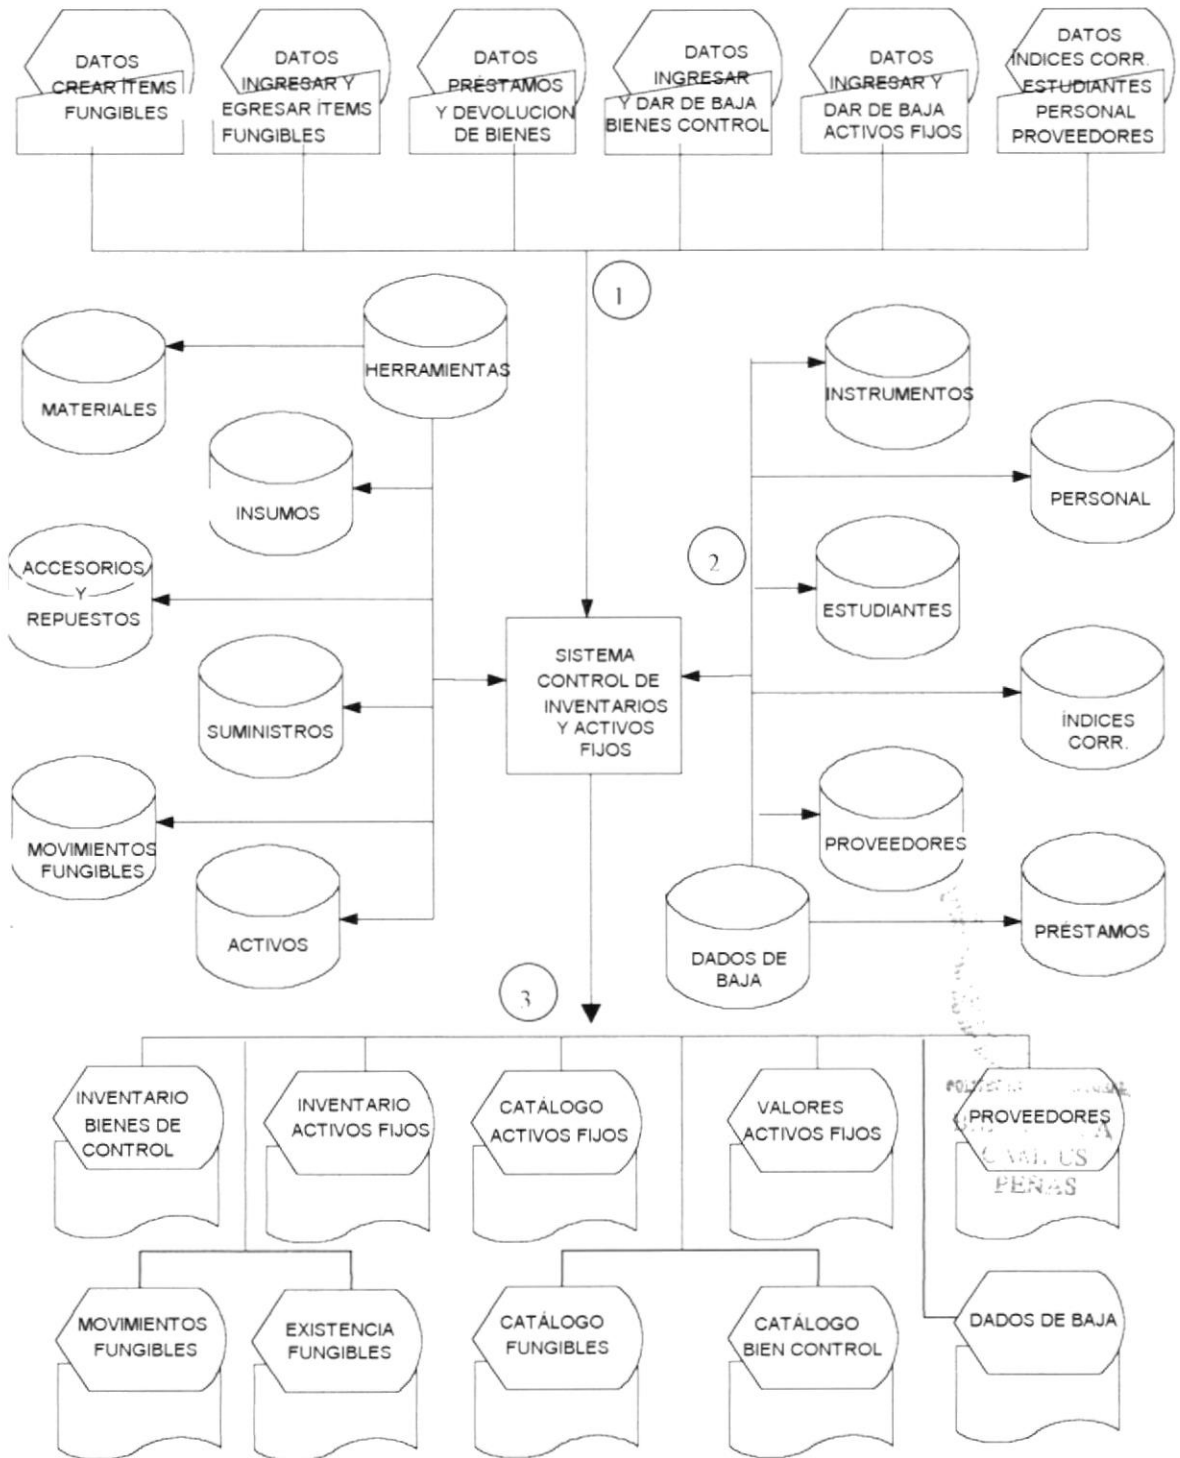 DATOS
CREAR ÍTEMS
FUNGIBLES
DATOS
INGRESAR Y
EGRESAR ÍTEMS
FUNGIBLES
DATOS
PRÉSTAMOS
Y DEVOLUCION
DE BIENES
DATOS
INGRESAR
Y DAR DE BAJA
BIENES CONTROL
DATOS
INGRESAR Y
DAR DE BAJA
ACTIVOS FIJOS
DATOS
ÍNDICES CORR.
ESTUDIANTES
PERSONAL
PROVEEDORES
1
HERRAMIENTAS
MATERIALES
INSUMOS
ACCESORIOS
Y
REPUESTOS
SUMINISTROS
MOVIMIENTOS
FUNGIBLES
ACTIVOS
SISTEMA
CONTROL DE
INVENTARIOS
Y ACTIVOS
FIJOS
2
INSTRUMENTOS
PERSONAL
ESTUDIANTES
ÍNDICES
CORR.
PROVEEDORES
DADOS DE
BAJA
PRÉSTAMOS
3
INVENTARIO
BIENES DE
CONTROL
INVENTARIO
ACTIVOS FIJOS
CATÁLOGO
ACTIVOS FIJOS
VALORES
ACTIVOS FIJOS
PROVEEDORES
PEÑAS
MOVIMIENTOS
FUNGIBLES
EXISTENCIA
FUNGIBLES
CATÁLOGO
FUNGIBLES
CATÁLOGO
BIEN CONTROL
DADOS DE BAJA